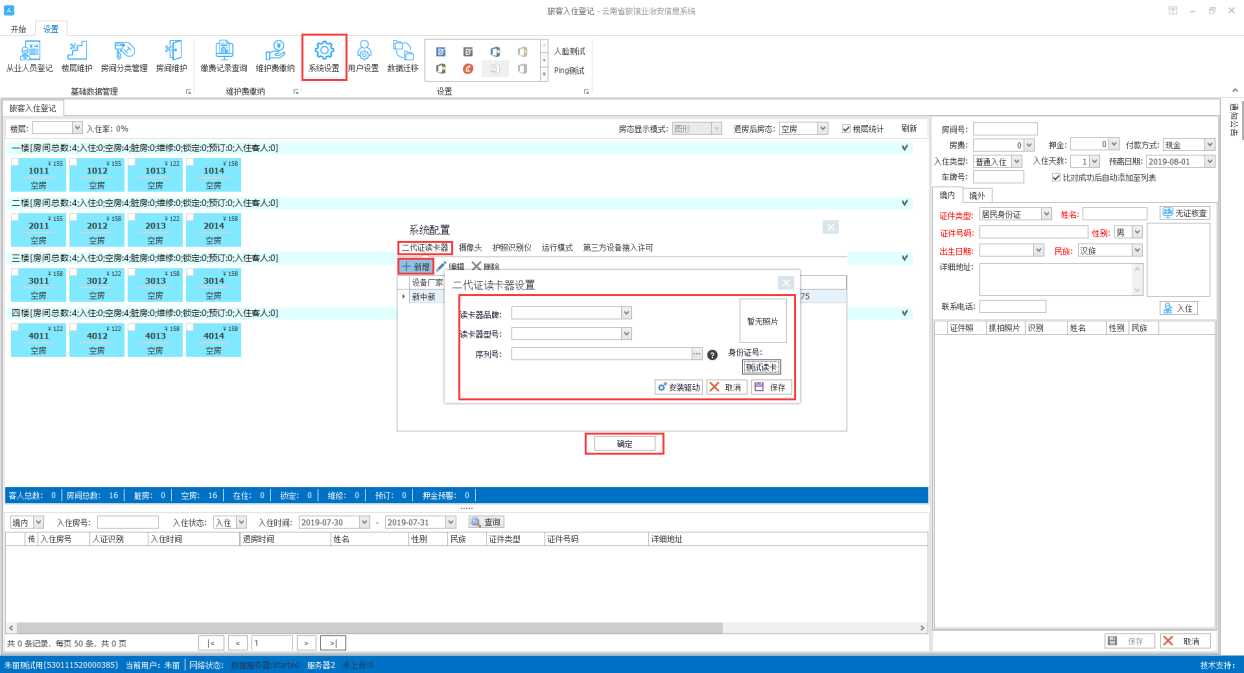 旅客入住登记 - 云南省旅馆业治安信息系统
开始 设置
从业人员登记 楼层维护 房间分类管理 房间维护 缴费记录查询 维护费缴纳 系统设置 用户设置 数据迁移 人脸测试
Ping测试
基础数据管理 维护费缴纳 设置
旅客入住登记
楼层: 入住率: 0% 房态显示模式: 图形 退房后房态: 空房 楼层统计 刷新
一楼[房间总数:4;入住:0;空房:4;脏房:0;维修:0;锁定:0;预订:0;入住客人:0]
¥ 155 ¥ 155 ¥ 122 ¥ 158
1011 1012 1013 1014
空房 空房 空房 空房
二楼[房间总数:4;入住:0;空房:4;脏房:0;维修:0;锁定:0;预订:0;入住客人:0]
¥ 155 ¥ 158 ¥ 122 ¥ 158
2011 2012 2013 2014
空房 空房 空房 空房
三楼[房间总数:4;入住:0;空房:4;脏房:0;维修:0;锁定:0;预订:0;入住客人:0]
¥ 158 ¥ 122 ¥ 158 ¥ 158
3011 3012 3013 3014
空房 空房 空房 空房
四楼[房间总数:4;入住:0;空房:4;脏房:0;维修:0;锁定:0;预订:0;入住客人:0]
¥ 122 ¥ 122 ¥ 158 ¥ 158
4011 4012 4013 4014
空房 空房 空房 空房
系统配置
二代证读卡器 摄像头 护照识别仪 运行模式 第三方设备接入许可
新增 编辑 删除
设备厂家
新中新 75
二代证读卡器设置
读卡器品牌:
读卡器型号:
序列号:
暂无照片
身份证号:
测试读卡
安装驱动 取消 保存
确定
客人总数: 0 房间总数: 16 脏房: 0 空房: 16 在住: 0 锁定: 0 维修: 0 预订: 0 押金预警: 0
境内 入住房号: 入住状态: 入住 入住时间: 2019-07-30 - 2019-07-31 查询
传 入住房号 人证识别 入住时间 退房时间 姓名 性别 民族 证件类型 证件号码 详细地址
共 0 条记录, 每页 50 条, 共 0 页 |< < 1 > >|
房间号:
房费: 0 押金: 0 付款方式: 现金
入住类型: 普通入住 入住天数: 1 预离日期: 2019-08-01
车牌号: 比对成功后自动添加至列表
境内 境外
证件类型: 居民身份证 姓名: 无证核查
证件号码: 性别: 男
出生日期: 民族: 汉族
详细地址:
联系电话: 入住
证件照 抓拍照片 识别 姓名 性别 民族
保存 取消
朱丽测试用(530111520000385) 当前用户: 朱丽 网络状态: 数据服务器:Started 服务器2 未上传:0 技术支持: